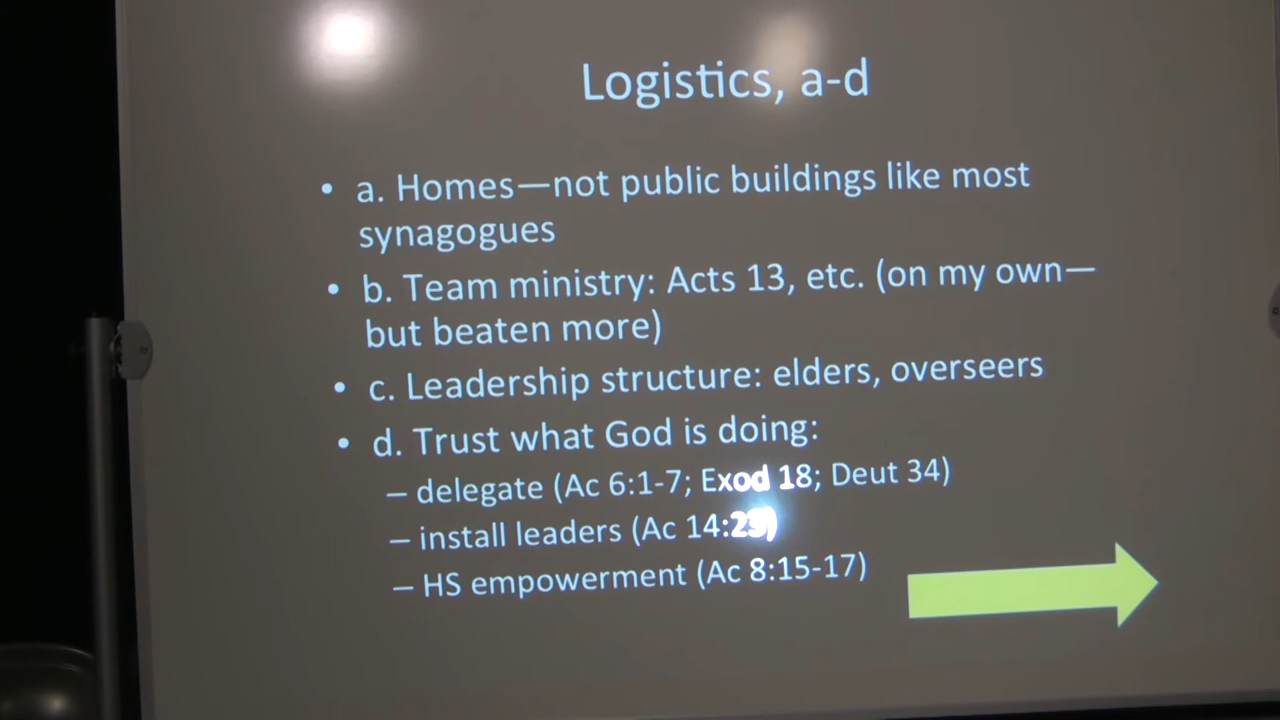 Logistics, a-d
• a. Homes—not public buildings like most
synagogues
• b. Team ministry: Acts 13, etc. (on my own—
but beaten more)
• c. Leadership structure: elders, overseers
• d. Trust what God is doing:
– delegate (Ac 6:1-7; Exod 18; Deut 34)
– install leaders (Ac 14:23)
– HS empowerment (Ac 8:15-17)